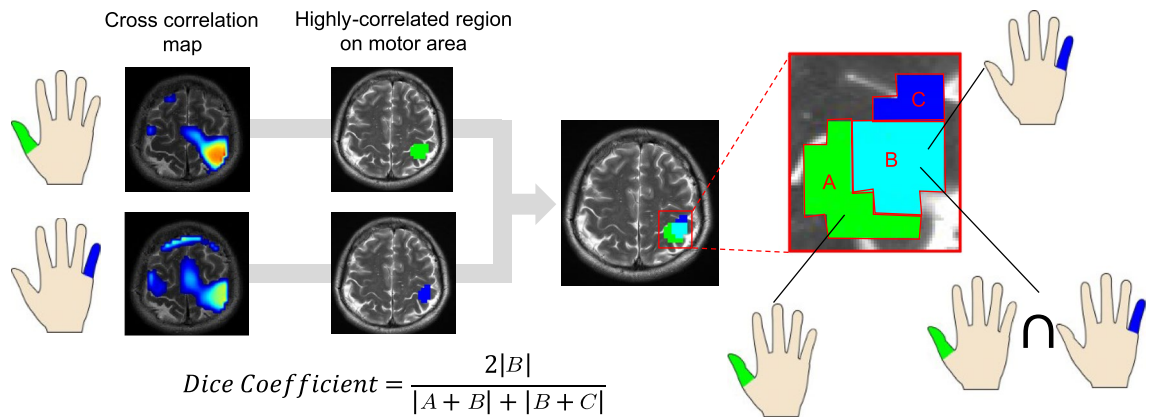 Cross correlation
map
Highly-correlated region
on motor area
A
B
C
∩
Dice Coefficient = 2|B| / |A + B| + |B + C|